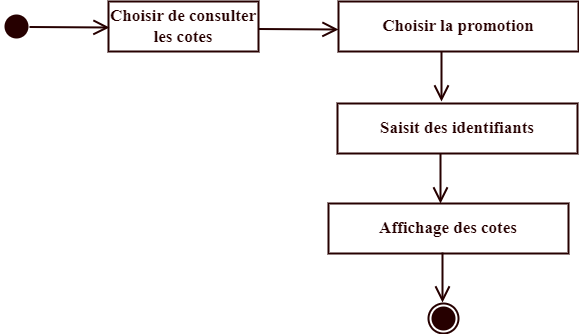 Choisir de consulter
les cotes
Choisir la promotion
Saisit des identifiants
Affichage des cotes